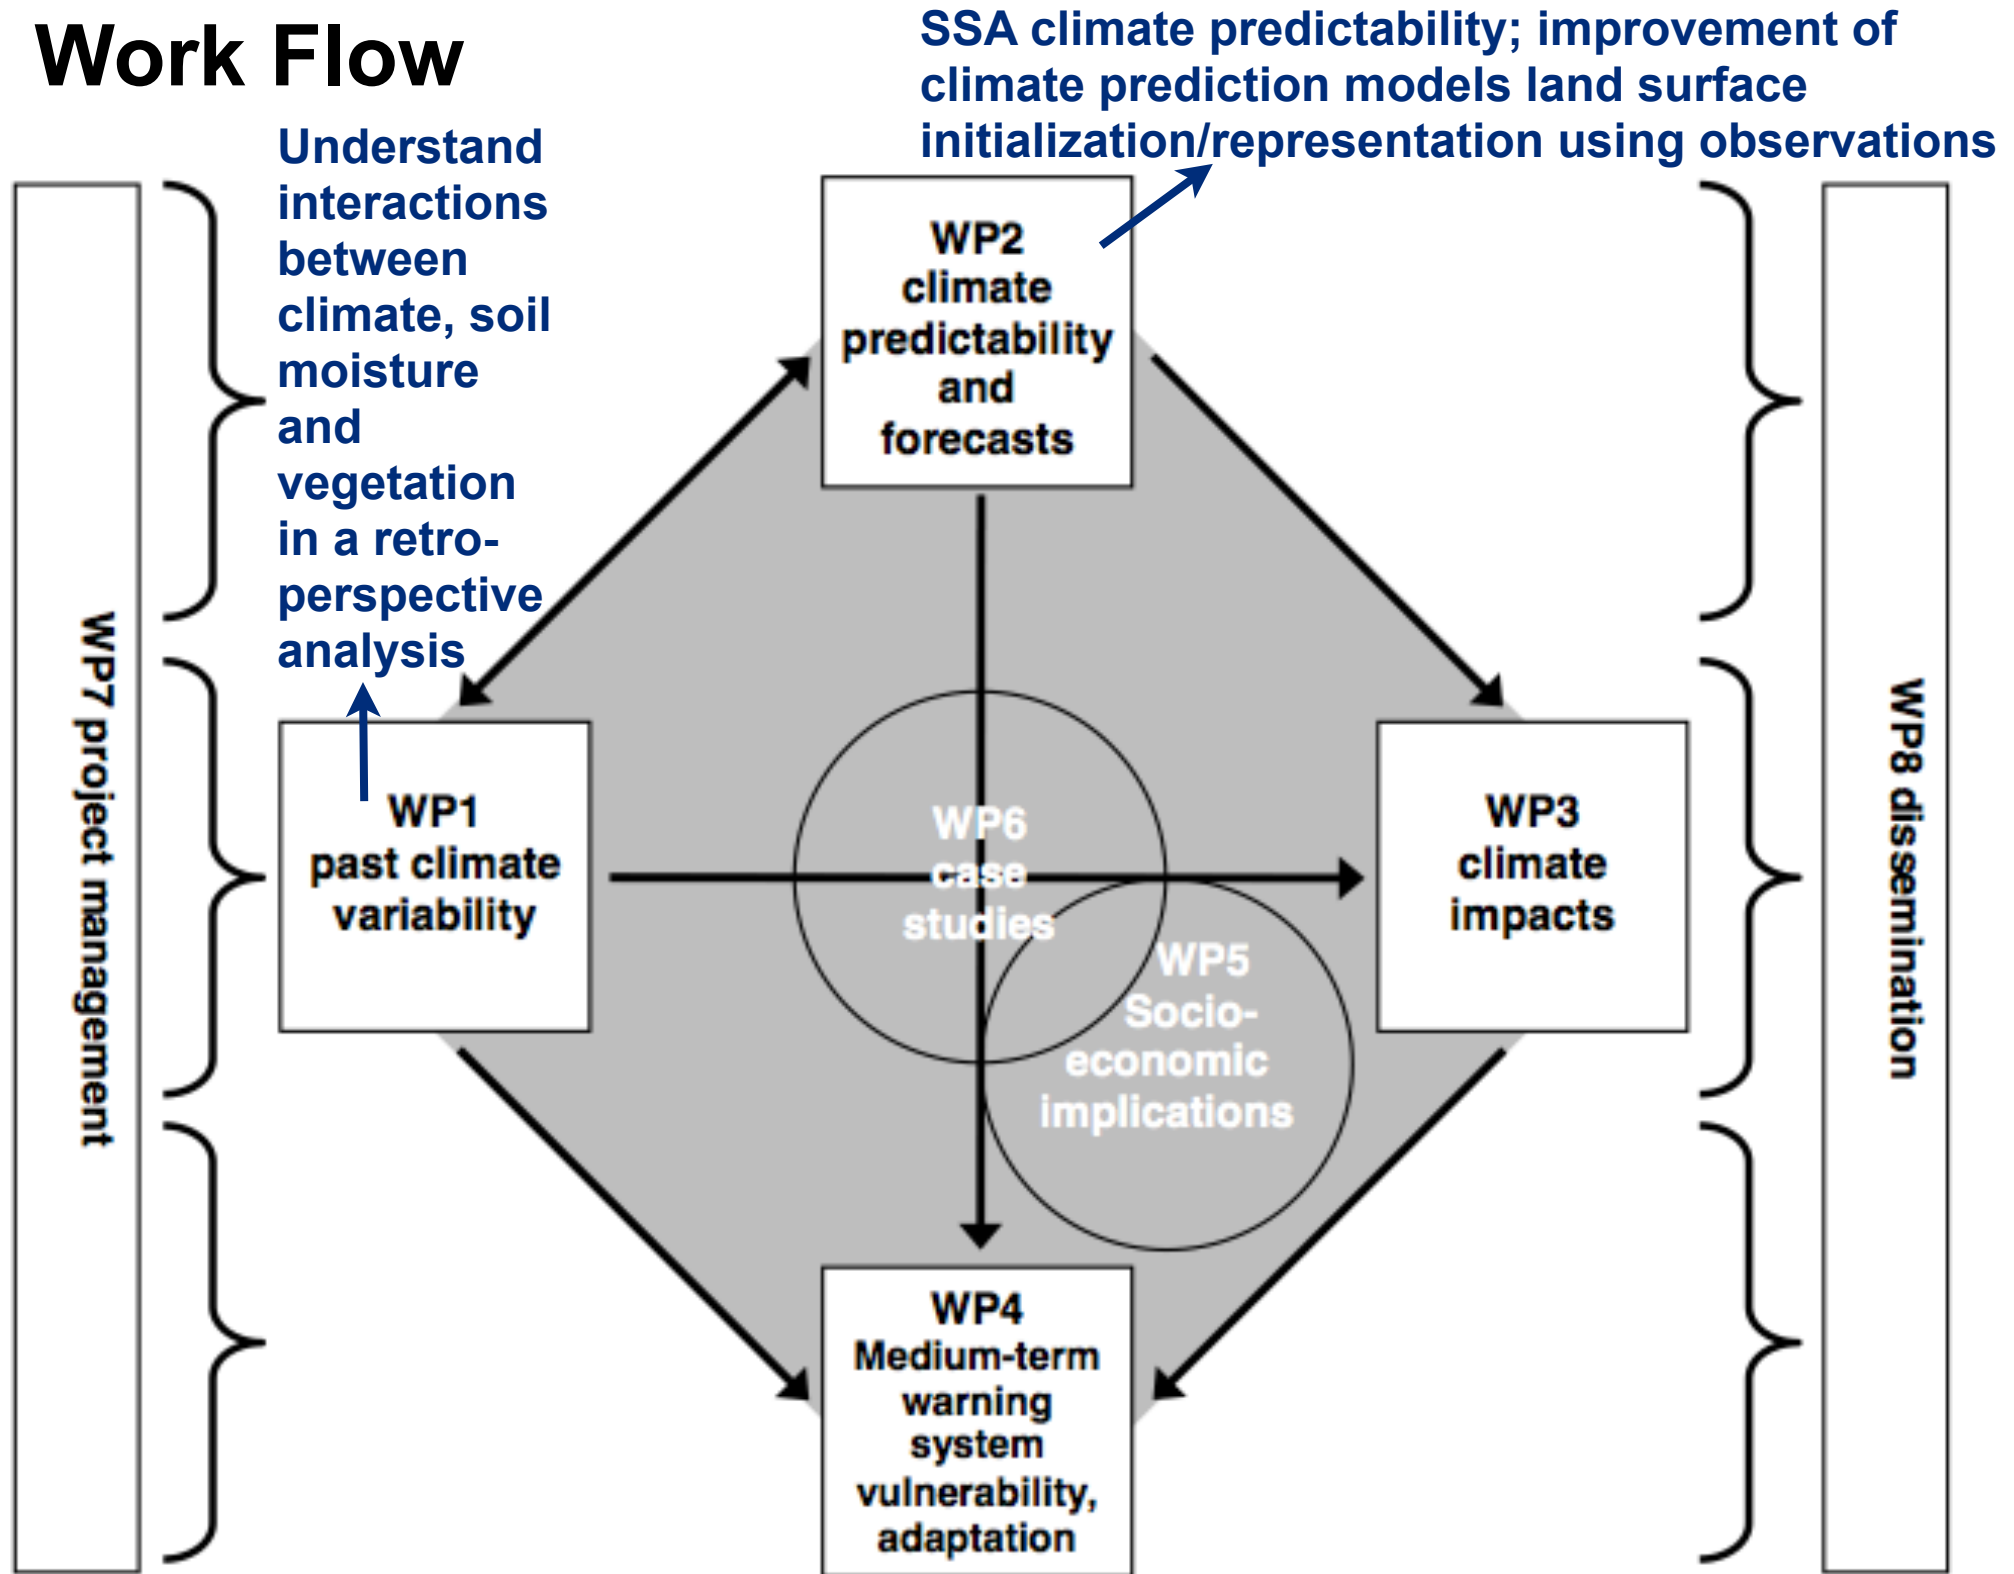 Work Flow
SSA climate predictability; improvement of
climate prediction models land surface
initialization/representation using observations
Understand
interactions
between
climate, soil
moisture
and
vegetation
in a retro-
perspective
analysis
WP7 project management
WP2
climate
predictability
and
forecasts
WP1
past climate
variability
WP6
case
studies
WP5
Socio-
economic
implications
WP3
climate
impacts
WP4
Medium-term
warning
system
vulnerability,
adaptation
WP8 dissemination